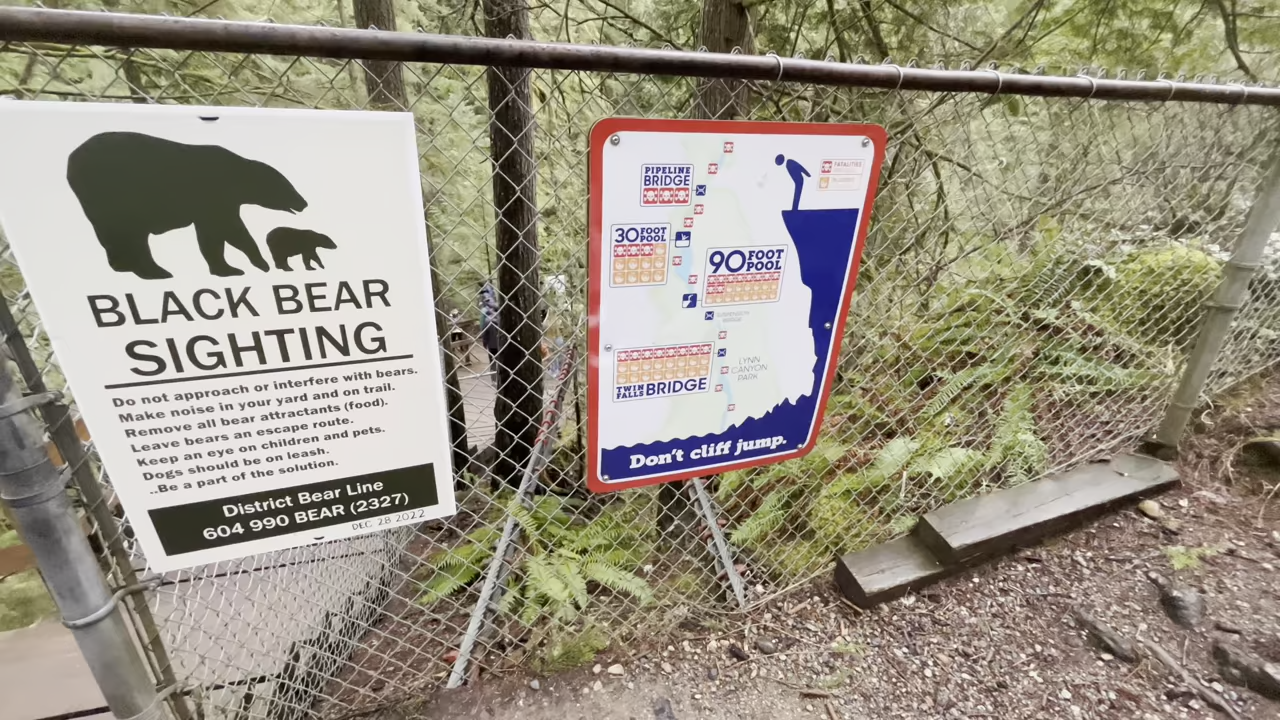 BLACK BEAR
SIGHTING
Do not approach or interfere with bears.
Make noise in your yard and on trail.
Remove all bear attractants (food).
Leave bears an escape route.
Keep an eye on children and pets.
Dogs should be on leash.
..Be a part of the solution.
District Bear Line
604 990 BEAR (2327)
DEC 28 2022
PIPELINE
BRIDGE
30 FOOT
POOL
90 FOOT
POOL
FATALITIES
SUSPENSION
BRIDGE
LYNN
CANYON
PARK
TWIN
FALLS BRIDGE
Don't cliff jump.